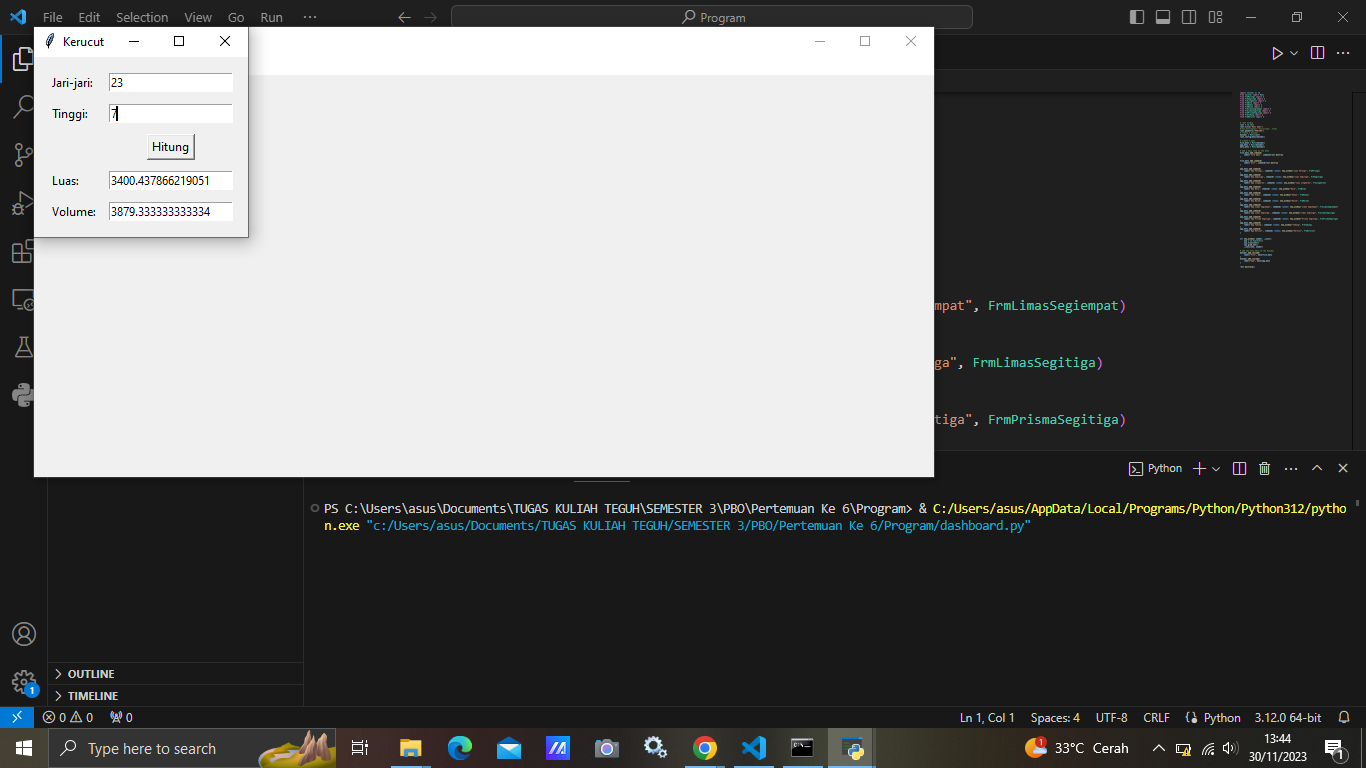 File Edit Selection View Go Run ···
Program
Kerucut
Jari-jari: 23
Tinggi: 7
Hitung
Luas: 3400.437866219051
Volume: 3879.333333333334
mpat", FrmLimasSegiempat)
ga", FrmLimasSegitiga)
tiga", FrmPrismaSegitiga)
Python
PS C:\Users\asus\Documents\TUGAS KULIAH TEGUH\SEMESTER 3\PBO\Pertemuan Ke 6\Program> & C:/Users/asus/AppData/Local/Programs/Python/Python312/pytho
n.exe "c:/Users/asus/Documents/TUGAS KULIAH TEGUH/SEMESTER 3/PBO/Pertemuan Ke 6/Program/dashboard.py"
OUTLINE
TIMELINE
1
0 0 0
Ln 1, Col 1 Spaces: 4 UTF-8 CRLF Python 3.12.0 64-bit
Type here to search
1
33°C Cerah
13:44
30/11/2023
1